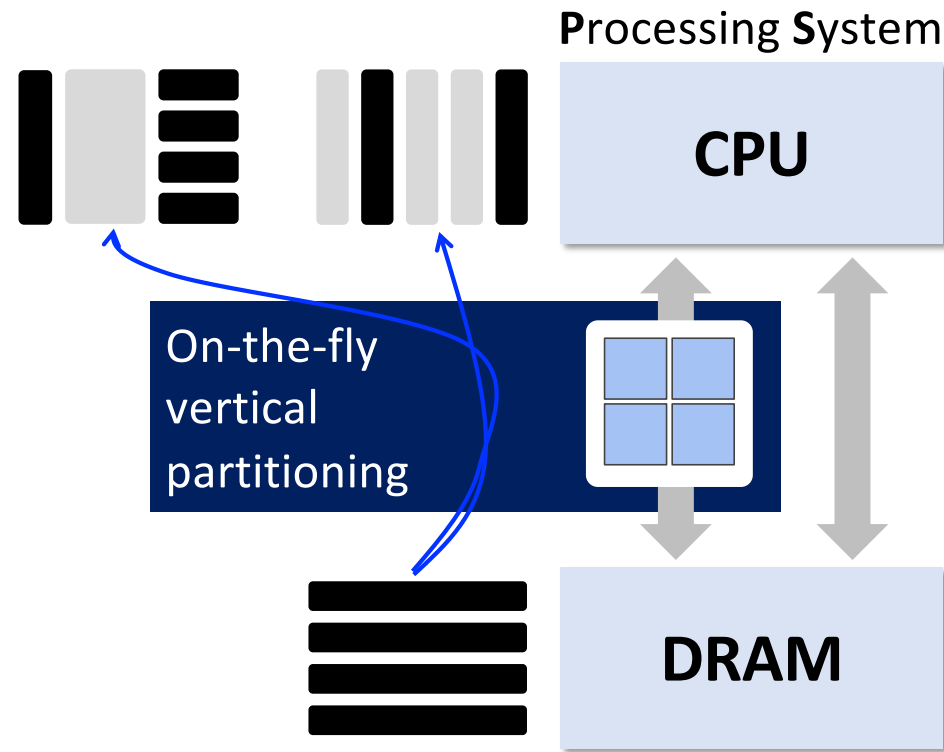 Processing System
CPU
On-the-fly
vertical
partitioning
DRAM